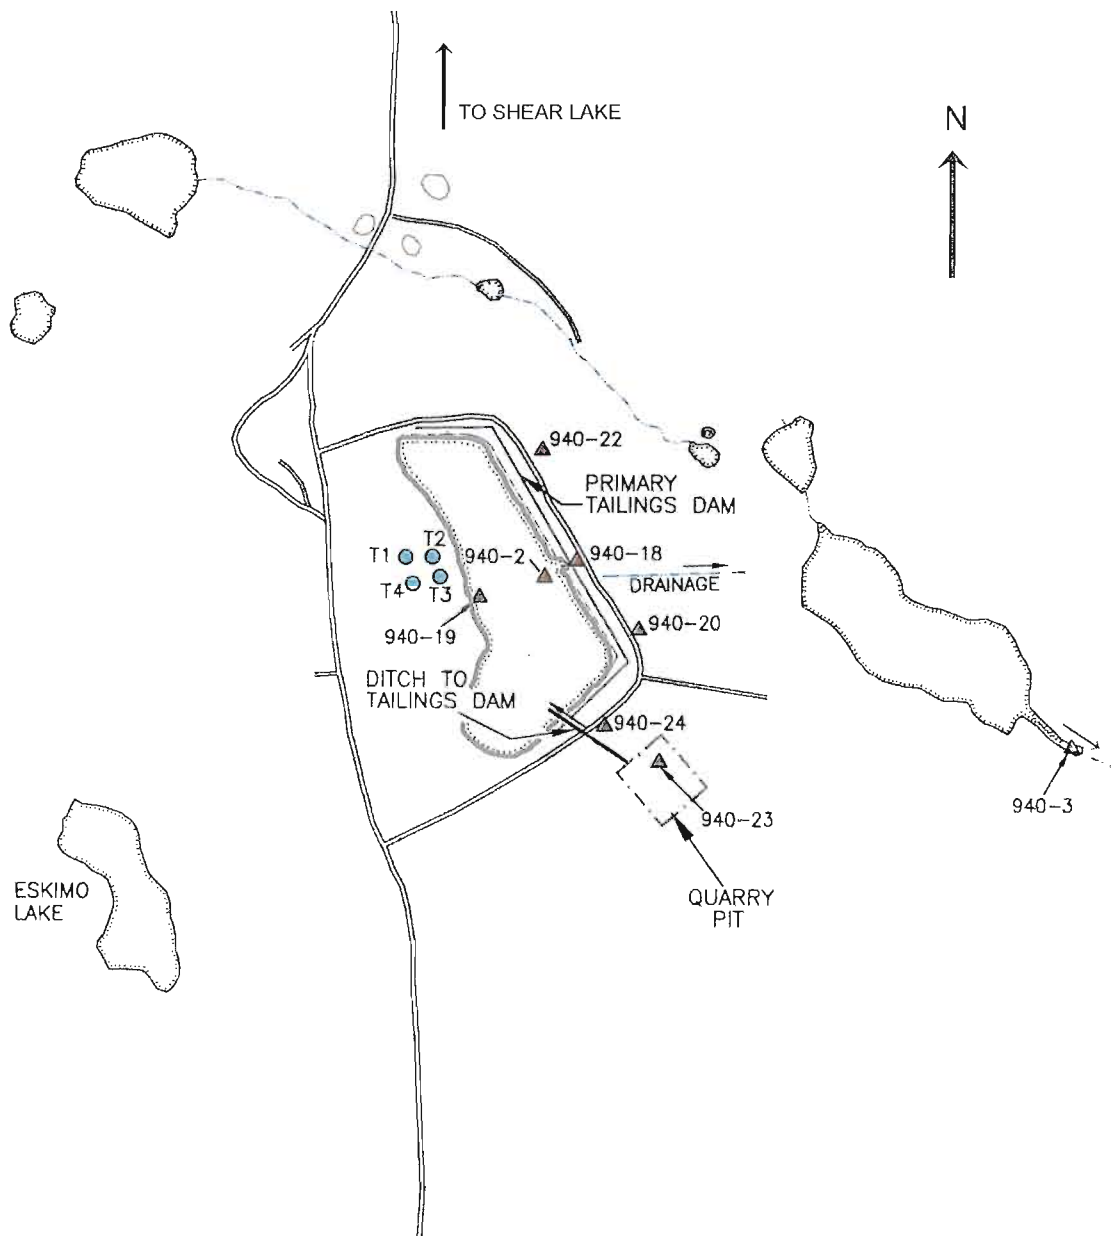 TO SHEAR LAKE
N
940-22
PRIMARY
TAILINGS DAM
T1
T2
940-2
940-18
T4
T3
DRAINAGE
940-19
940-20
DITCH TO
TAILINGS DAM
940-24
940-3
940-23
ESKIMO
LAKE
QUARRY
PIT